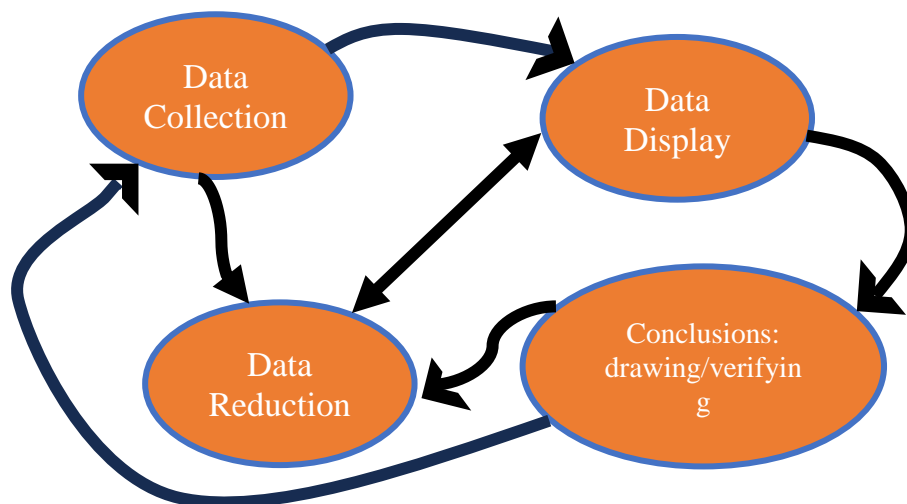 Data
Collection
Data
Display
Data
Reduction
Conclusions:
drawing/verifyin
g